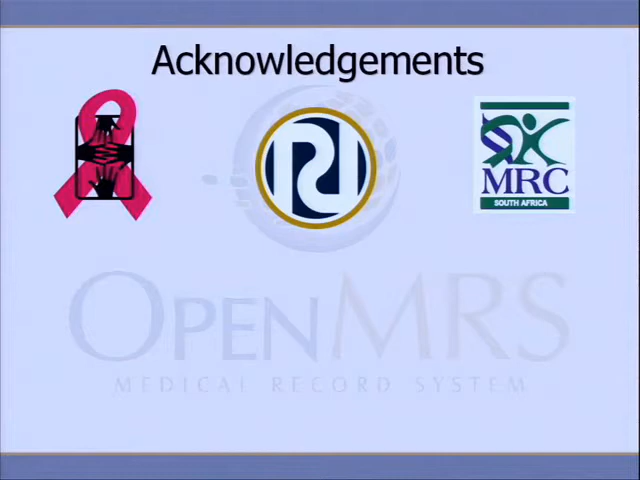 Acknowledgements
MRC
SOUTH AFRICA
OPENMRS
MEDICAL RECORD SYSTEM